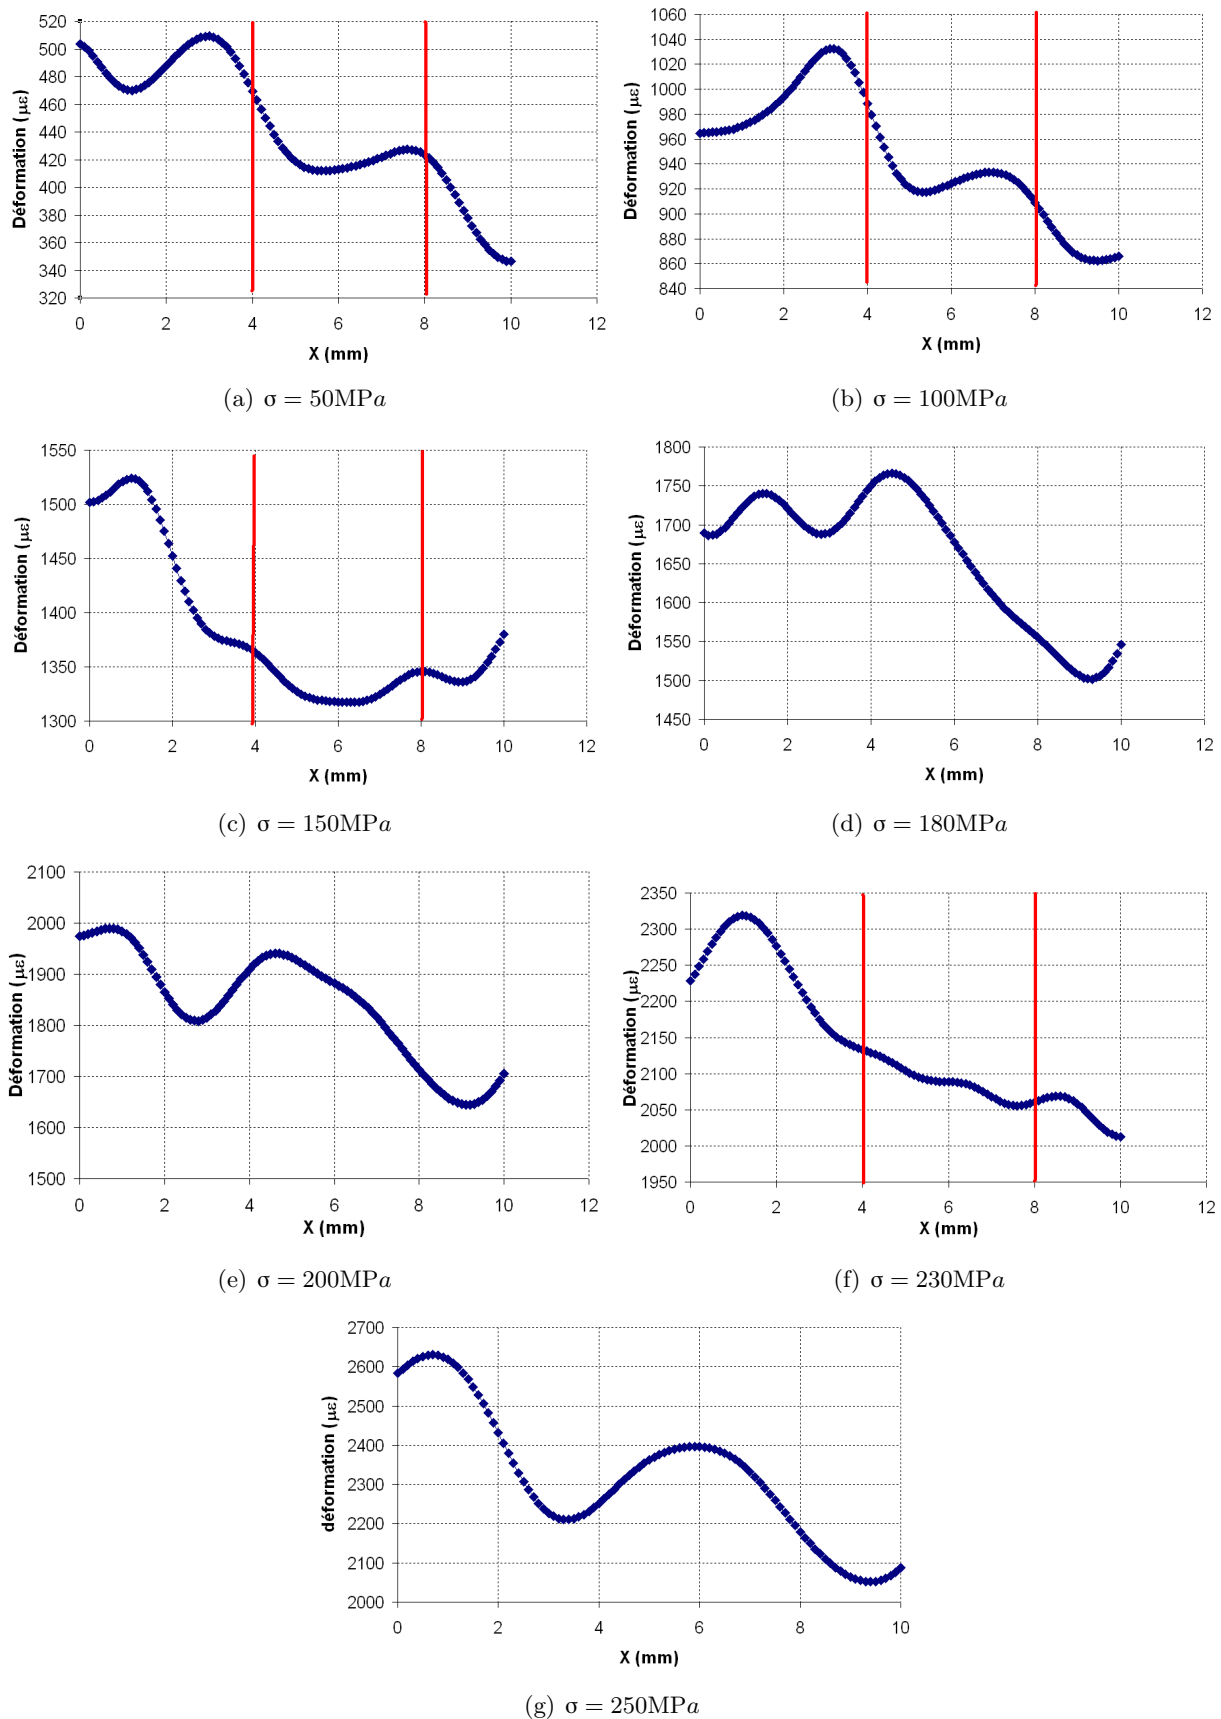 520
500
480
460
440
420
400
380
360
340
320
Déformation (με)
0 2 4 6 8 10 12
X (mm)
(a) σ = 50MPa
1060
1040
1020
1000
980
960
940
920
900
880
860
840
Déformation (με)
0 2 4 6 8 10 12
X (mm)
(b) σ = 100MPa
1550
1500
1450
1400
1350
1300
Déformation (με)
0 2 4 6 8 10 12
X (mm)
(c) σ = 150MPa
1800
1750
1700
1650
1600
1550
1500
1450
Déformation (με)
0 2 4 6 8 10 12
X (mm)
(d) σ = 180MPa
2100
2000
1900
1800
1700
1600
1500
Déformation (με)
0 2 4 6 8 10 12
X (mm)
(e) σ = 200MPa
2350
2300
2250
2200
2150
2100
2050
2000
1950
Déformation (με)
0 2 4 6 8 10 12
X (mm)
(f) σ = 230MPa
2700
2600
2500
2400
2300
2200
2100
2000
déformation (με)
0 2 4 6 8 10
X (mm)
(g) σ = 250MPa